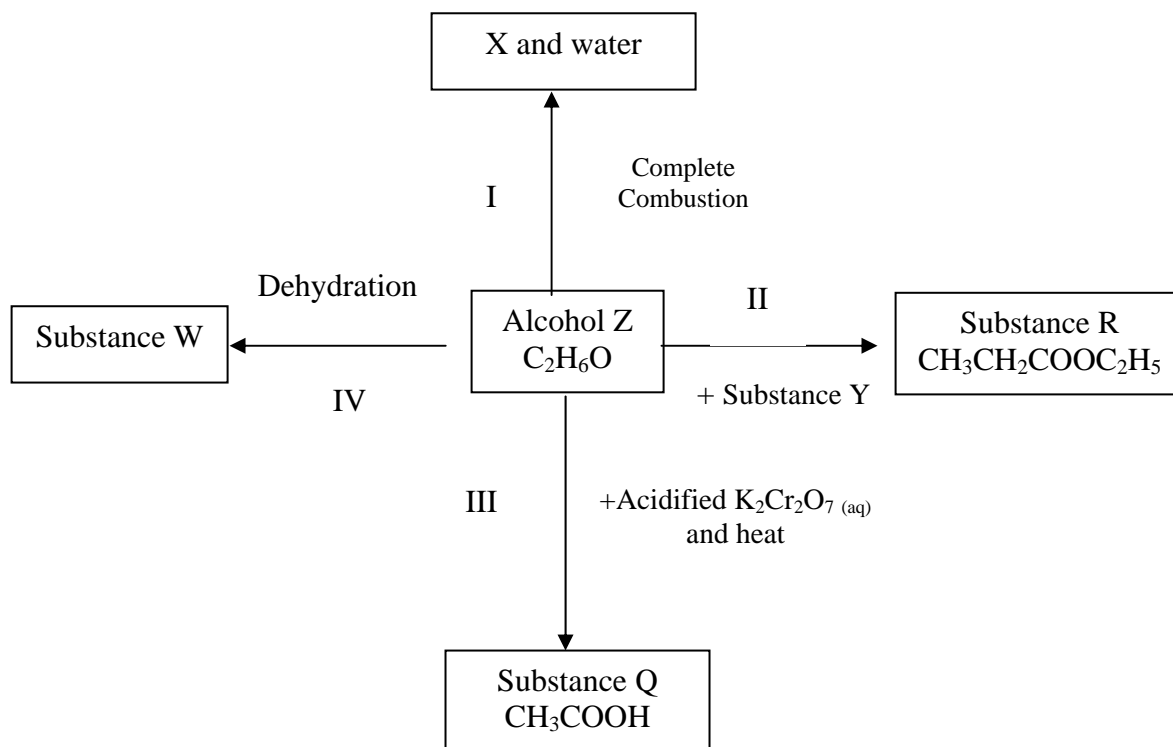 X and water
Complete
Combustion
I
Dehydration
II
Substance W
Alcohol Z
C₂H₆O
Substance R
CH₃CH₂COOC₂H₅
IV
+ Substance Y
III
+Acidified K₂Cr₂O₇ (aq)
and heat
Substance Q
CH₃COOH